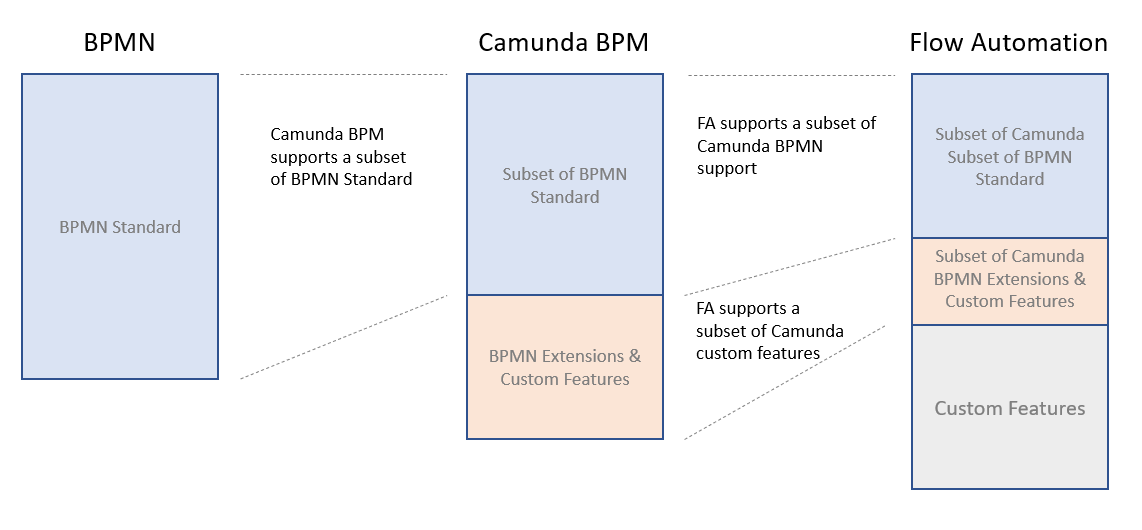 BPMN
Camunda BPM
Flow Automation
BPMN Standard
Camunda BPM
supports a subset
of BPMN Standard
Subset of BPMN
Standard
BPMN Extensions &
Custom Features
FA supports a subset of
Camunda BPMN
support
FA supports a
subset of Camunda
custom features
Subset of Camunda
Subset of BPMN
Standard
Subset of Camunda
BPMN Extensions &
Custom Features
Custom Features